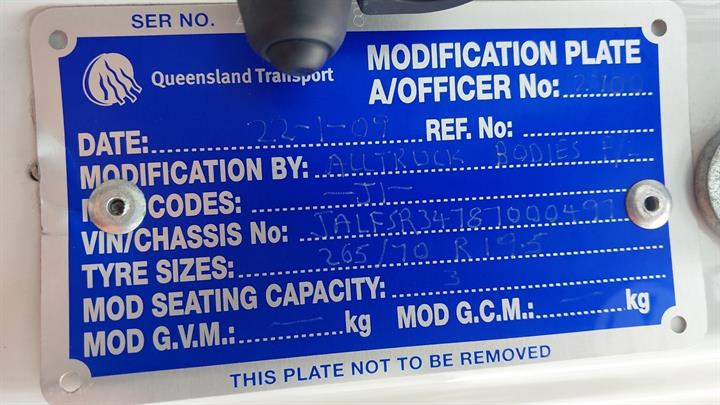 SER NO.
Queensland Transport
MODIFICATION PLATE
A/OFFICER No:
DATE: 22-1-09 REF. No:
MODIFICATION BY: ALLTRUCK BODIES P/L
CODES: —J1—
VIN/CHASSIS No:
TYRE SIZES: 265/70 R19.5
MOD SEATING CAPACITY: 3
MOD G.V.M.: — kg MOD G.C.M.: — kg
THIS PLATE NOT TO BE REMOVED